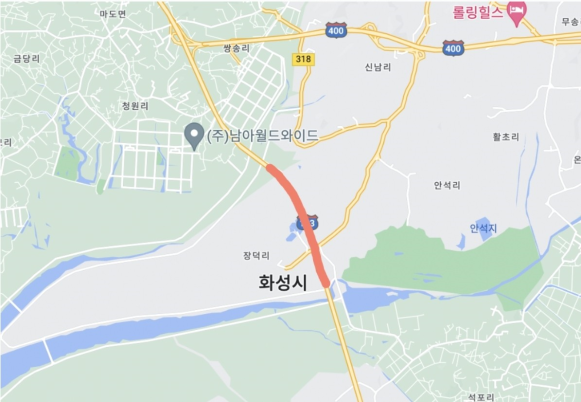 마도면
롤링힐스
무송
400
쌍송리
400
금당리
318
신남리
청원리
(주)남아월드와이드
활초리
안석리
안석지
장덕리
화성시
석포리